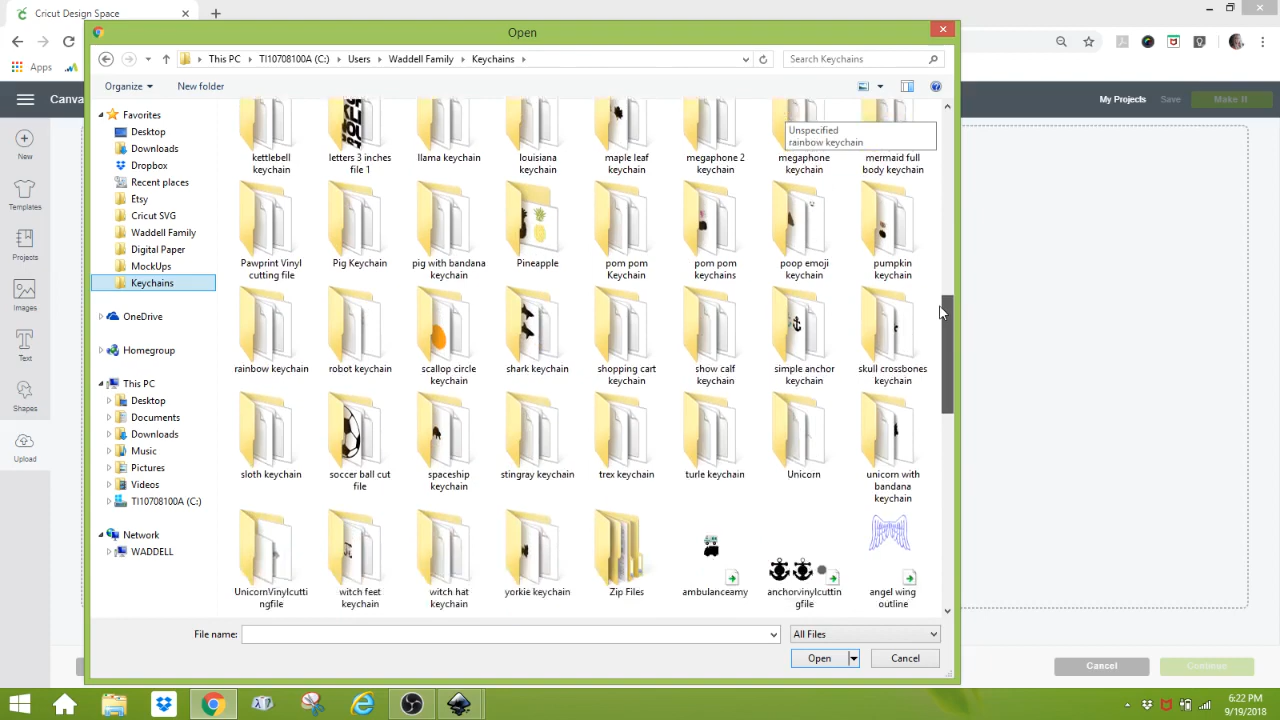 Cricut Design Space
Open
This PC
TI10708100A (C:)
Users
Waddell Family
Keychains
Search Keychains
Apps
Organize
New folder
Canva
My Projects
Save
Make It
New
Templates
Projects
Images
Text
Shapes
Upload
Favorites
Desktop
Downloads
Dropbox
Recent places
Etsy
Cricut SVG
Waddell Family
Digital Paper
MockUps
Keychains
OneDrive
Homegroup
This PC
Desktop
Documents
Downloads
Music
Pictures
Videos
TI10708100A (C:)
Network
WADDELL
Unspecified
rainbow keychain
kettlebell keychain
letters 3 inches file 1
llama keychain
louisiana keychain
maple leaf keychain
megaphone 2 keychain
megaphone keychain
mermaid full body keychain
Pawprint Vinyl cutting file
Pig Keychain
pig with bandana keychain
Pineapple
pom pom Keychain
pom pom keychains
poop emoji keychain
pumpkin keychain
rainbow keychain
robot keychain
scallop circle keychain
shark keychain
shopping cart keychain
show calf keychain
simple anchor keychain
skull crossbones keychain
sloth keychain
soccer ball cut file
spaceship keychain
stingray keychain
trex keychain
turle keychain
Unicorn
unicorn with bandana keychain
UnicornVinylcuttingfile
witch feet keychain
witch hat keychain
yorkie keychain
Zip Files
ambulanceamy
anchorvinylcuttingfile
angel wing outline
File name:
All Files
Open
Cancel
Cancel
Continue
6:22 PM
9/19/2018